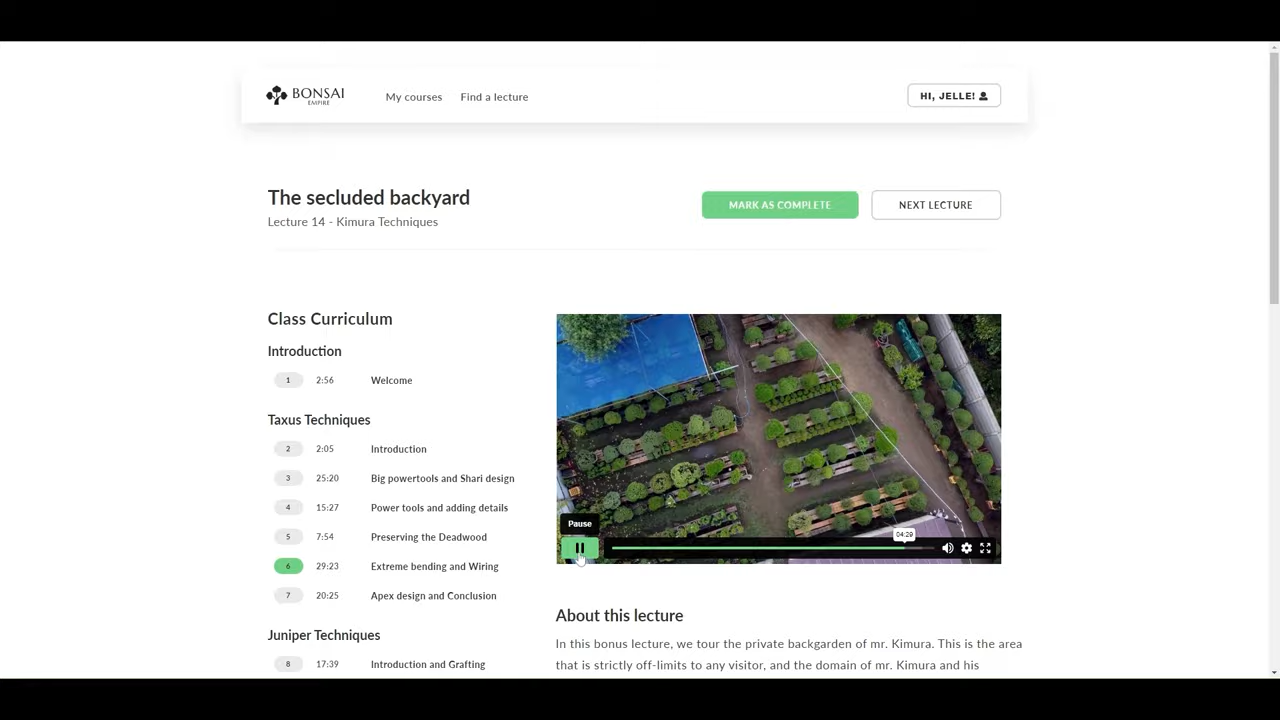 BONSAI
EMPIRE
My courses
Find a lecture
HI, JELLE!
The secluded backyard
Lecture 14 - Kimura Techniques
MARK AS COMPLETE
NEXT LECTURE
Class Curriculum
Introduction
1 2:56 Welcome
Taxus Techniques
2 2:05 Introduction
3 25:20 Big powertools and Shari design
4 15:27 Power tools and adding details
5 7:54 Preserving the Deadwood
6 29:23 Extreme bending and Wiring
7 20:25 Apex design and Conclusion
Juniper Techniques
8 17:39 Introduction and Grafting
Pause
04:29
About this lecture
In this bonus lecture, we tour the private backgarden of mr. Kimura. This is the area
that is strictly off-limits to any visitor, and the domain of mr. Kimura and his